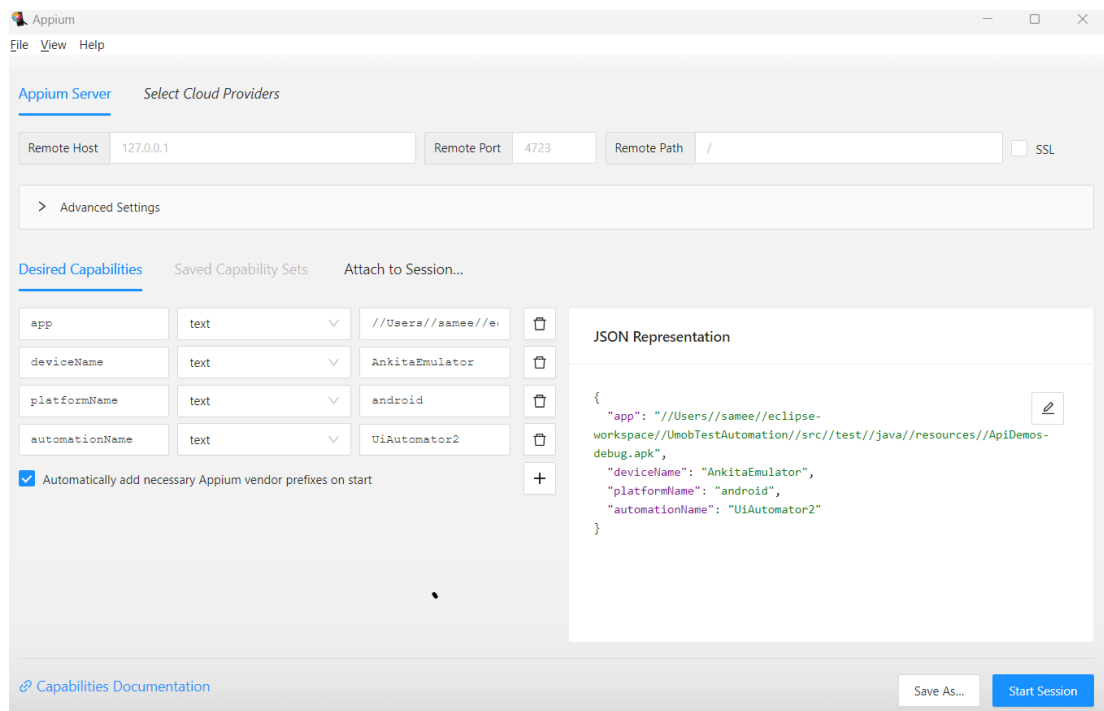 Appium
File View Help
Appium Server Select Cloud Providers
Remote Host 127.0.0.1 Remote Port 4723 Remote Path / SSL
Advanced Settings
Desired Capabilities Saved Capability Sets Attach to Session...
app text //Users//samee//e
deviceName text AnkitaEmulator
platformName text android
automationName text UiAutomator2
Automatically add necessary Appium vendor prefixes on start
JSON Representation
{
"app": "//Users//samee//eclipse-
workspace//UmobTestAutomation//src//test//java//resources//ApiDemos-
debug.apk",
"deviceName": "AnkitaEmulator",
"platformName": "android",
"automationName": "UiAutomator2"
}
Capabilities Documentation
Save As... Start Session